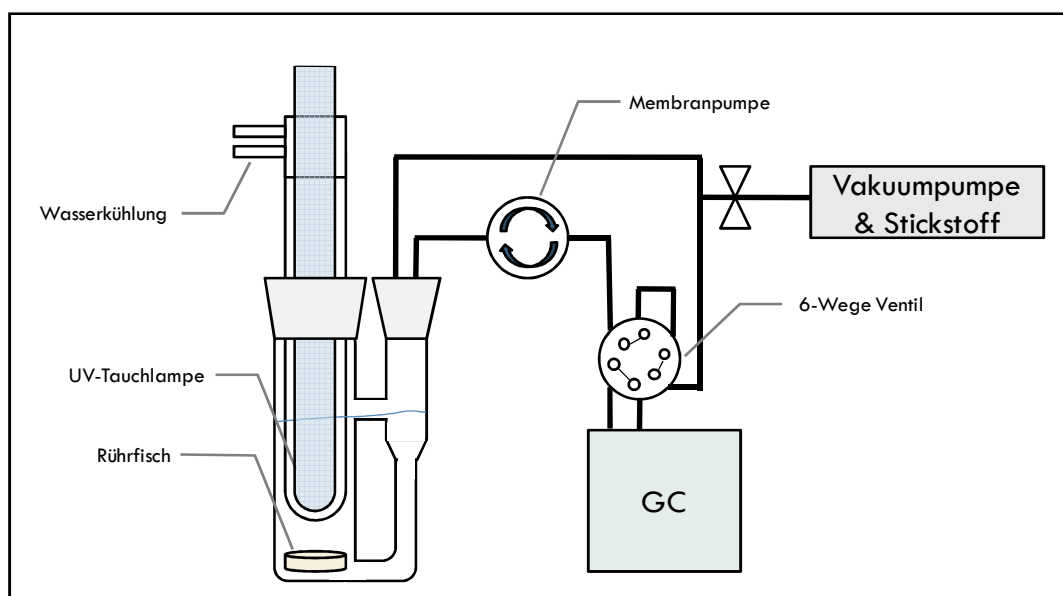 Membranpumpe
Vakuumpumpe
& Stickstoff
Wasserkühlung
6-Wege Ventil
UV-Tauchlampe
Rührfisch
GC